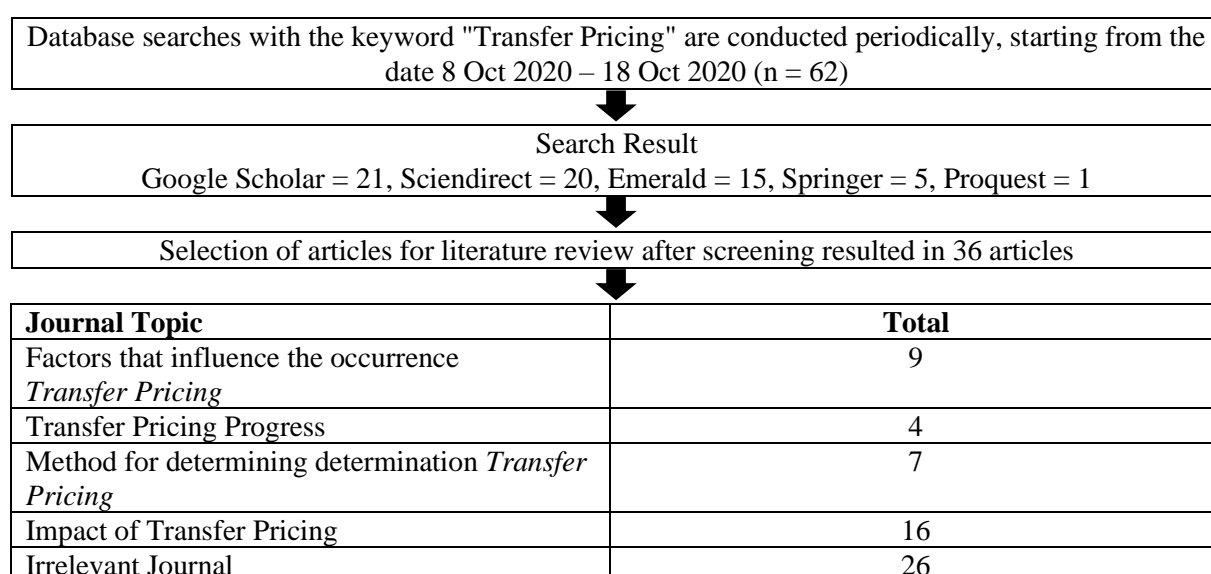 Database searches with the keyword "Transfer Pricing" are conducted periodically, starting from the
date 8 Oct 2020 – 18 Oct 2020 (n = 62)
Search Result
Google Scholar = 21, Sciendirect = 20, Emerald = 15, Springer = 5, Proquest = 1
Selection of articles for literature review after screening resulted in 36 articles
Journal Topic Total
Factors that influence the occurrence 9
Transfer Pricing
Transfer Pricing Progress 4
Method for determining determination Transfer 7
Pricing
Impact of Transfer Pricing 16
Irrelevant Journal 26